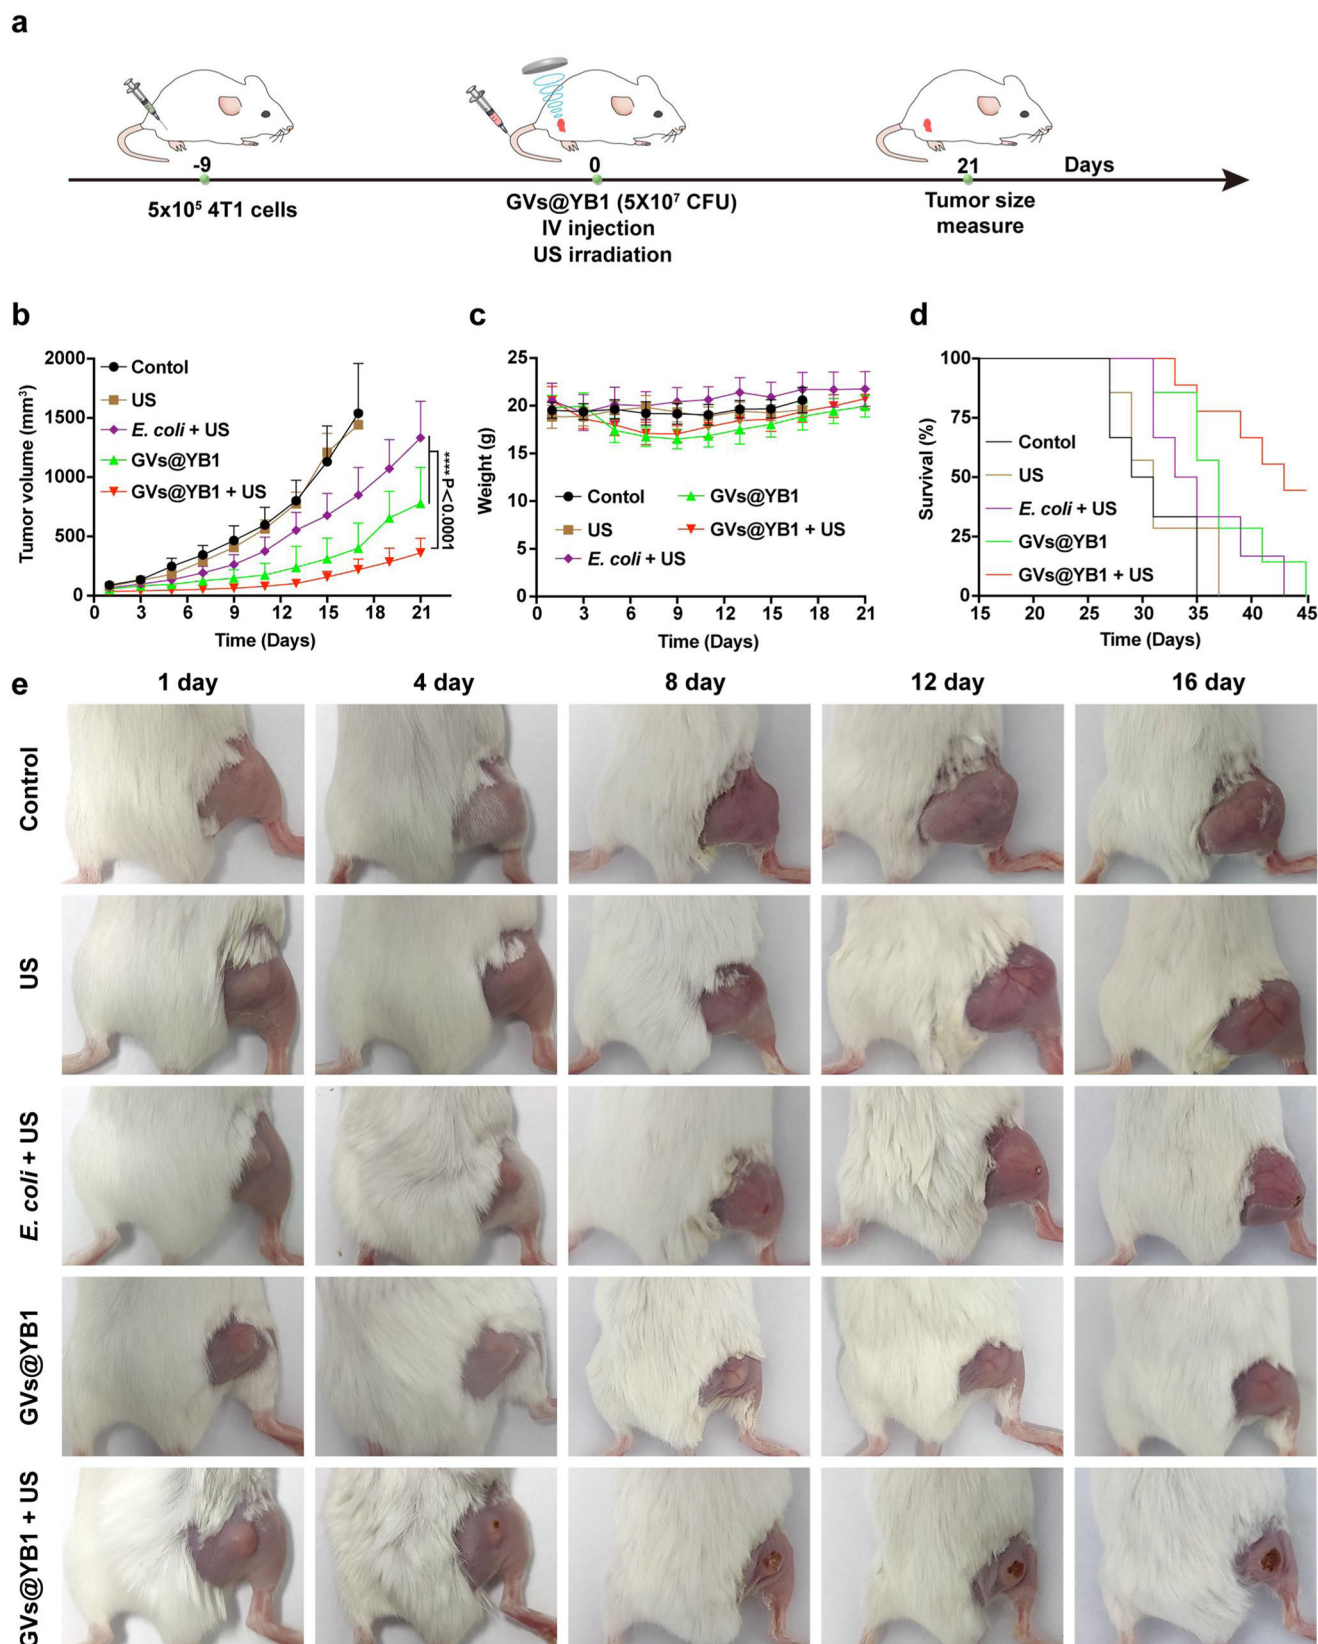 a
-9
0
21
Days
5x10⁵ 4T1 cells
GVs@YB1 (5X10⁷ CFU)
IV injection
US irradiation
Tumor size
measure
b
Tumor volume (mm³)
2000
1500
1000
500
0
Contol
US
E. coli + US
GVs@YB1
GVs@YB1 + US
**** P<0.0001
0 3 6 9 12 15 18 21
Time (Days)
c
Weight (g)
25
20
15
10
5
0
Contol
US
E. coli + US
GVs@YB1
GVs@YB1 + US
0 3 6 9 12 15 18 21
Time (Days)
d
Survival (%)
100
75
50
25
0
Contol
US
E. coli + US
GVs@YB1
GVs@YB1 + US
15 20 25 30 35 40 45
Time (Days)
e
1 day 4 day 8 day 12 day 16 day
Control
US
E. coli + US
GVs@YB1
GVs@YB1 + US